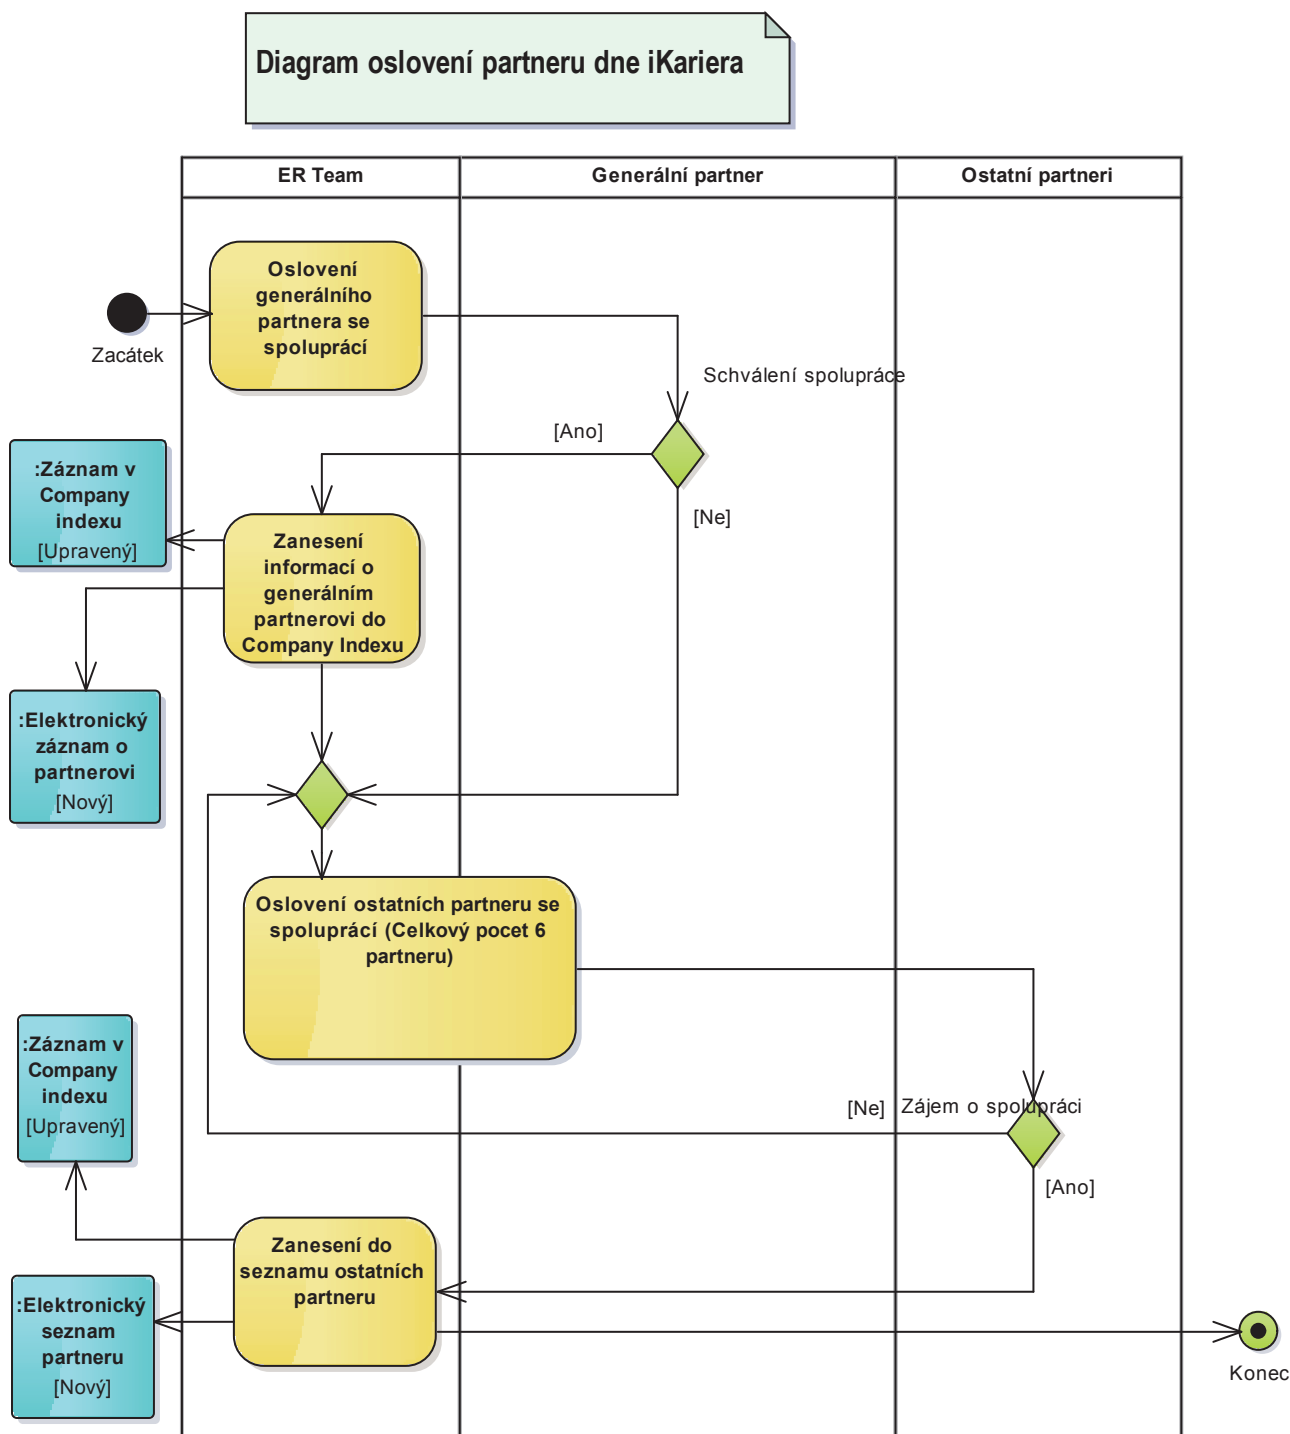 Diagram oslovení partneru dne iKariera
ER Team
Generální partner
Ostatní partneri
Oslovení
generálního
partnera se
spoluprácí
Zacátek
Schválení spolupráce
[Ano]
[Ne]
:Záznam v
Company
indexu
[Upravený]
Zanesení
informací o
generálním
partnerovi do
Company Indexu
:Elektronický
záznam o
partnerovi
[Nový]
Oslovení ostatních partneru se
spoluprácí (Celkový pocet 6
partneru)
:Záznam v
Company
indexu
[Upravený]
[Ne]
Zájem o spolupráci
[Ano]
Zanesení do
seznamu ostatních
partneru
:Elektronický
seznam
partneru
[Nový]
Konec